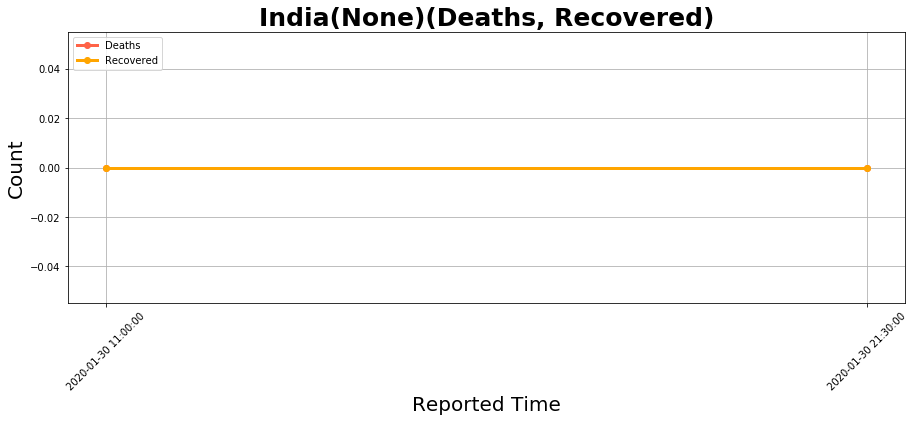 India(None)(Deaths, Recovered)
Deaths
Recovered
0.04
0.02
0.00
−0.02
−0.04
Count
2020-01-30 11:00:00
2020-01-30 21:30:00
Reported Time